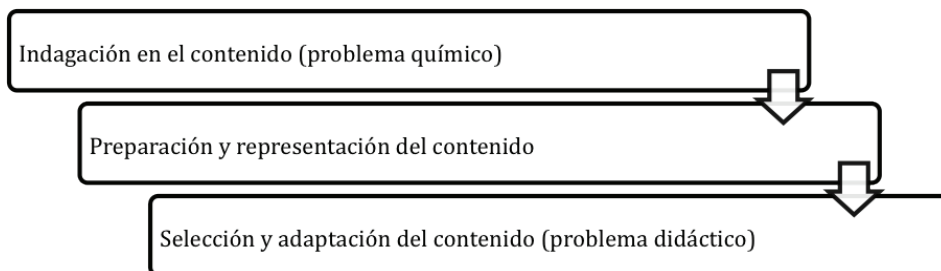 Indagación en el contenido (problema químico)
Preparación y representación del contenido
Selección y adaptación del contenido (problema didáctico)